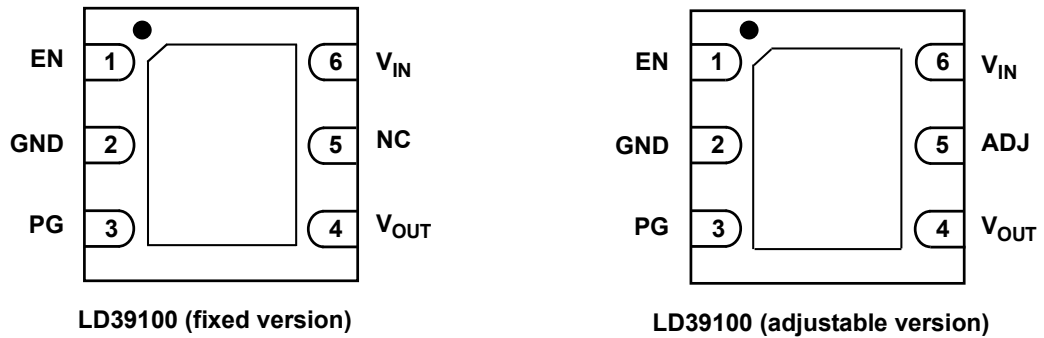 EN 1 6 VIN
GND 2 5 NC
PG 3 4 VOUT
LD39100 (fixed version)
EN 1 6 VIN
GND 2 5 ADJ
PG 3 4 VOUT
LD39100 (adjustable version)